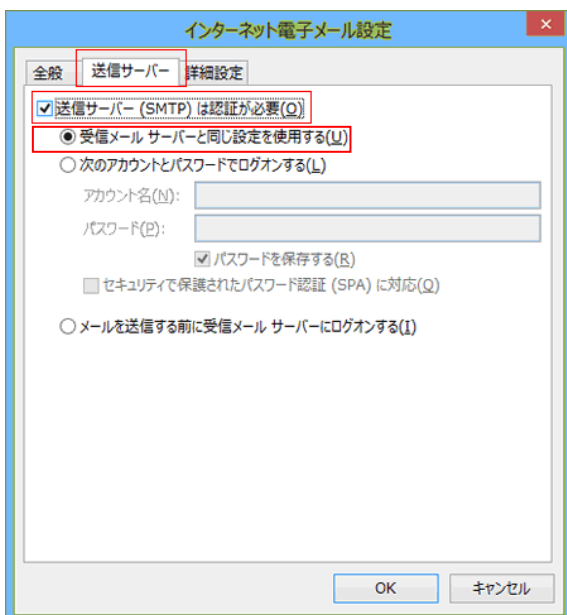 インターネット電子メール設定
全般 送信サーバー 詳細設定
送信サーバー (SMTP) は認証が必要(O)
受信メール サーバーと同じ設定を使用する(U)
次のアカウントとパスワードでログオンする(L)
アカウント名(N):
パスワード(P):
パスワードを保存する(R)
セキュリティで保護されたパスワード認証 (SPA) に対応(Q)
メールを送信する前に受信メール サーバーにログオンする(I)
OK キャンセル